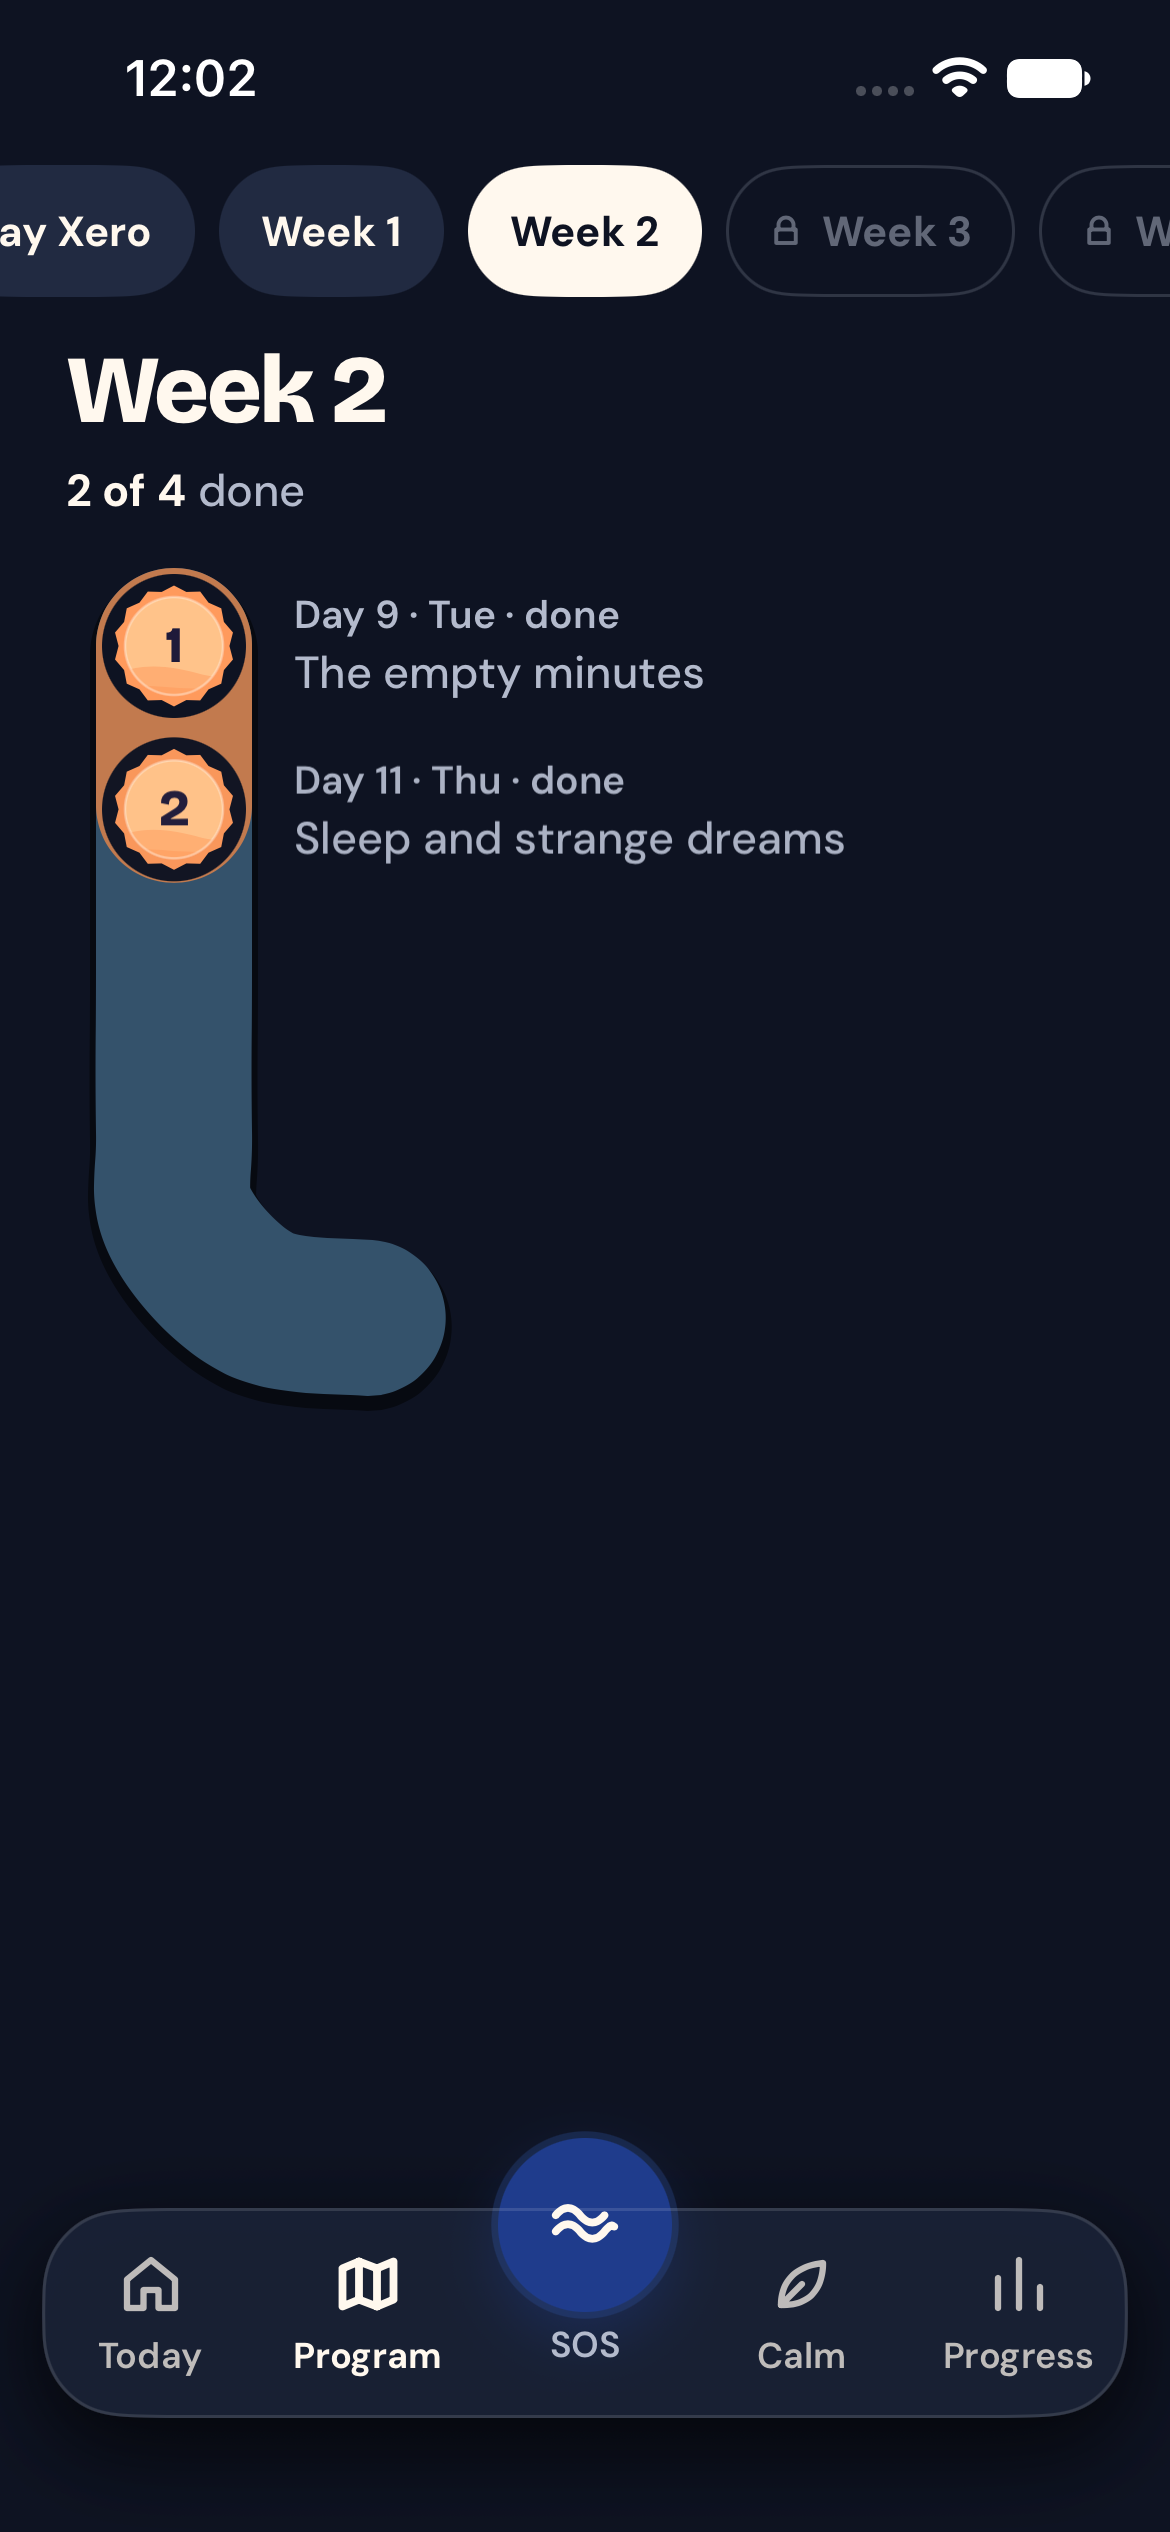 12:02
ay Xero
Week 1
Week 2
Week 3
W
Week 2
2 of 4 done
1
Day 9 · Tue · done
The empty minutes
2
Day 11 · Thu · done
Sleep and strange dreams
Today
Program
SOS
Calm
Progress